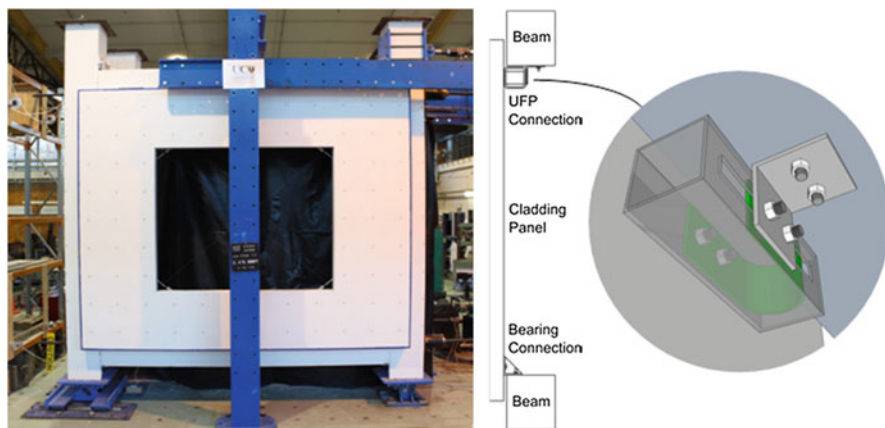 Beam
UFP
Connection
Cladding
Panel
Bearing Connection
Beam